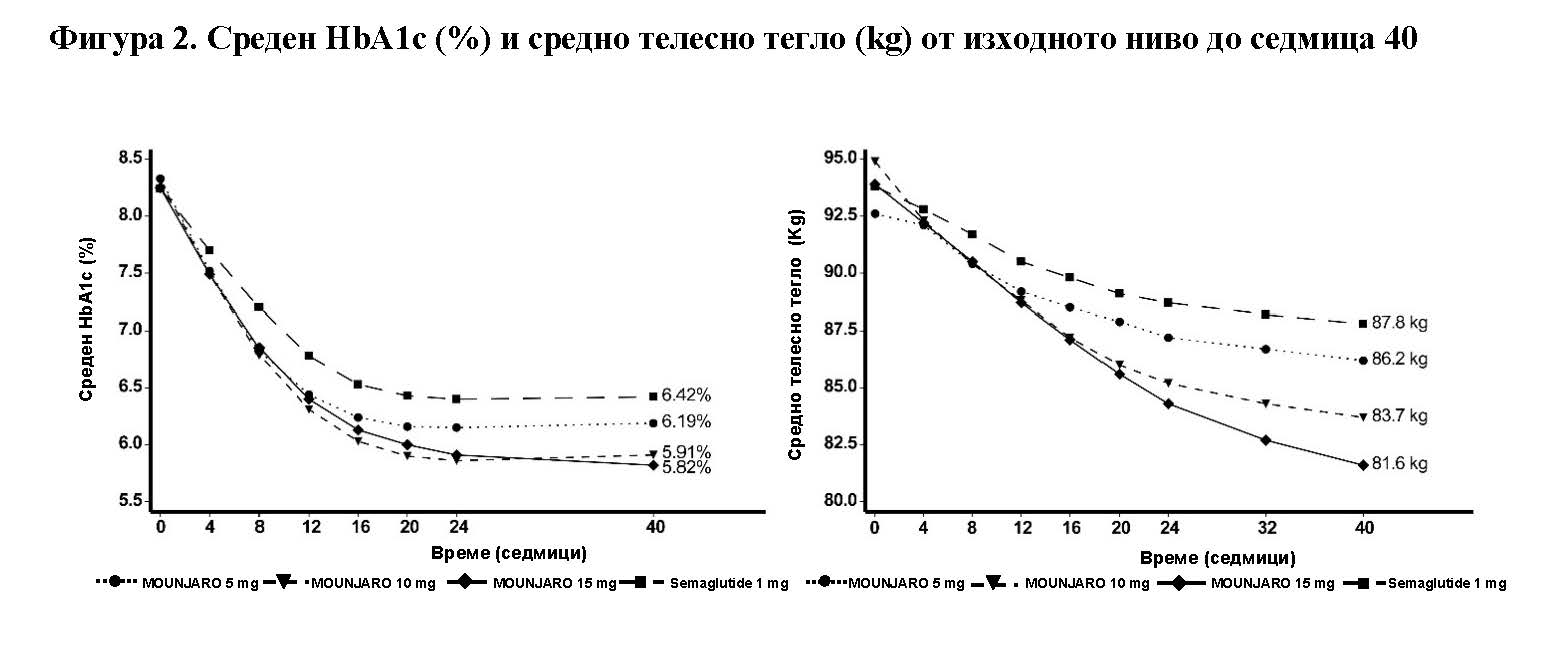 Фигура 2. Среден HbA1c (%) и средно телесно тегло (kg) от изходното ниво до седмица 40
Среден HbA1c (%)
8.5
8.0
7.5
7.0
6.5
6.0
5.5
6.42%
6.19%
5.91%
5.82%
0 4 8 12 16 20 24 40
Време (седмици)
MOUNJARO 5 mg MOUNJARO 10 mg MOUNJARO 15 mg Semaglutide 1 mg
Средно телесно тегло (Kg)
95.0
92.5
90.0
87.5
85.0
82.5
80.0
87.8 kg
86.2 kg
83.7 kg
81.6 kg
0 4 8 12 16 20 24 32 40
Време (седмици)
MOUNJARO 5 mg MOUNJARO 10 mg MOUNJARO 15 mg Semaglutide 1 mg